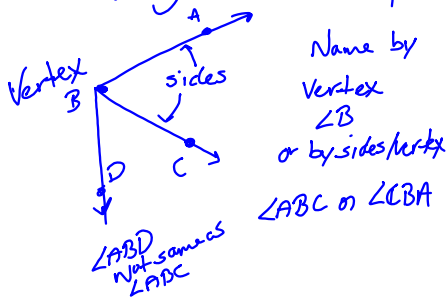 A
Vertex
B
sides
D
C
∠ABD
Not same as
∠ABC
Name by
Vertex
∠B
or by sides/vertex
∠ABC or ∠CBA